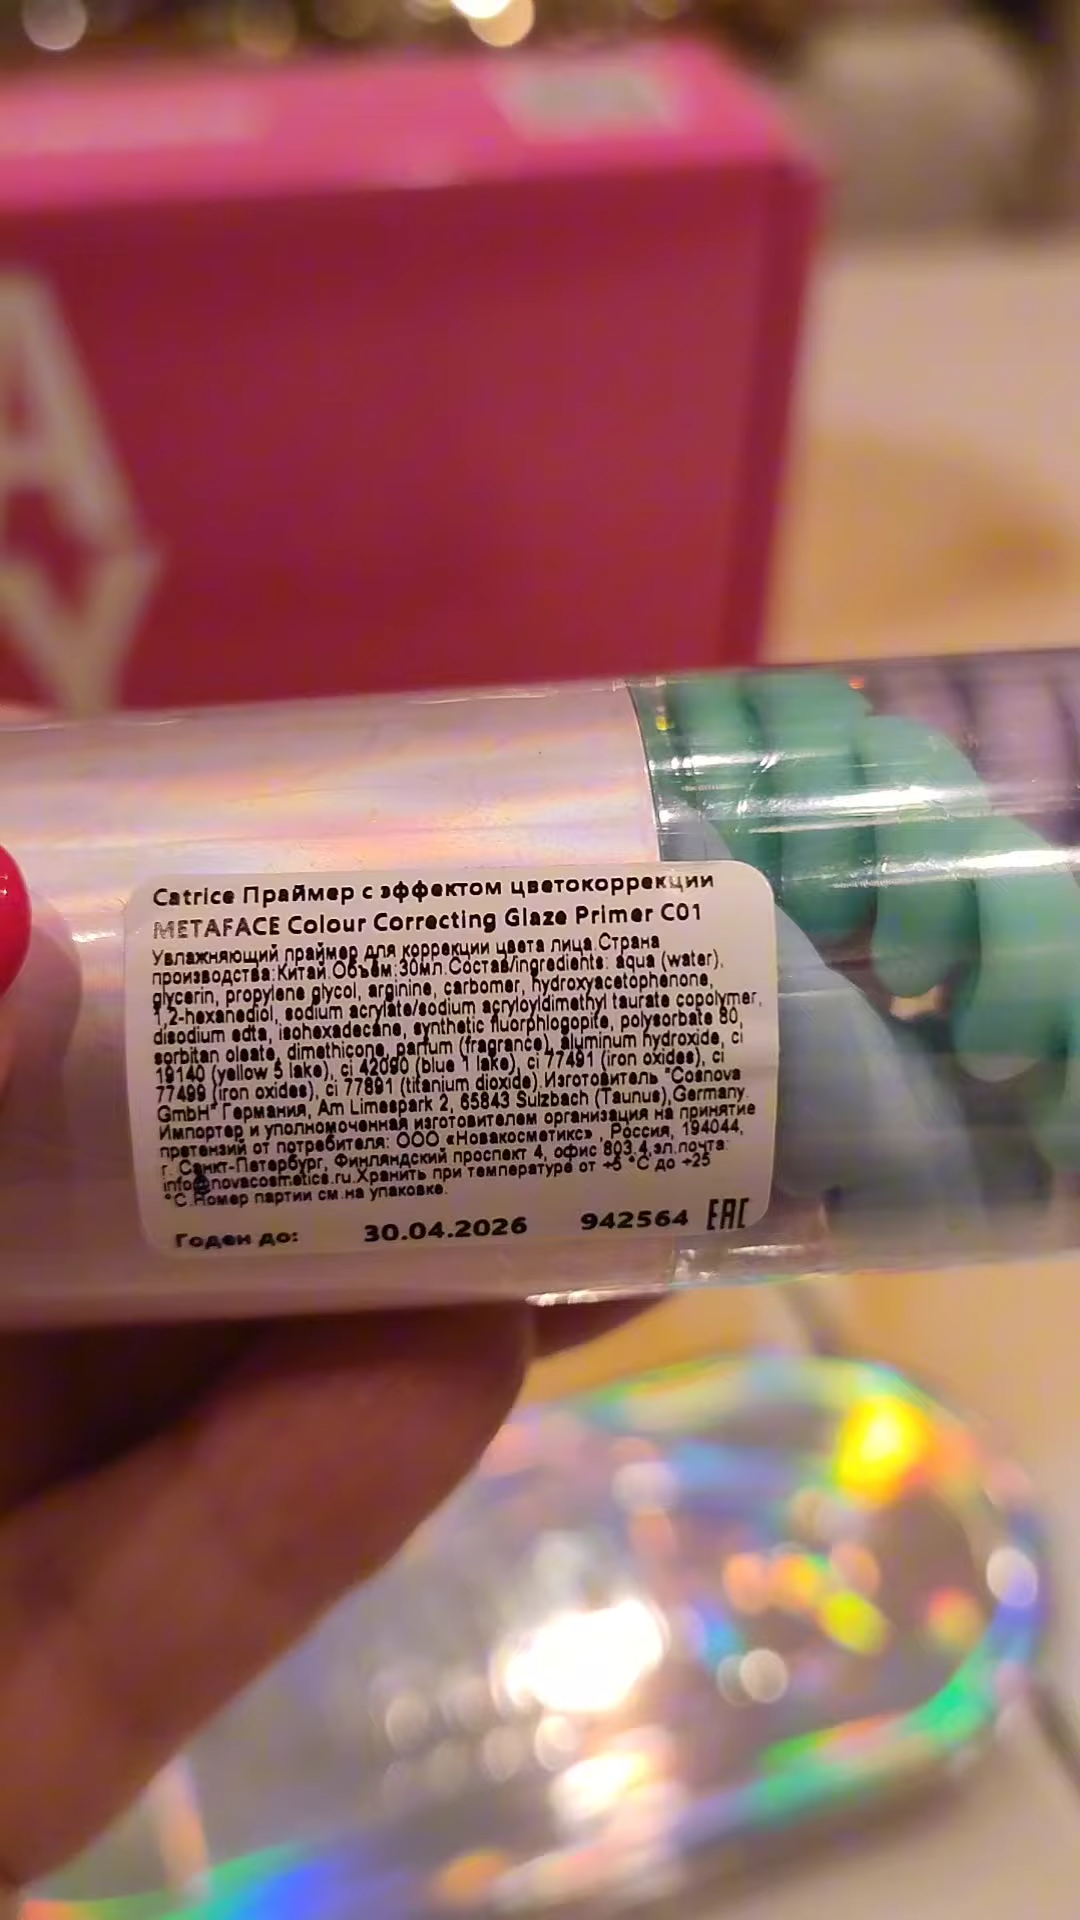 A
Y
Catrice Праймер с эффектом цветокоррекции
METAFACE Colour Correcting Glaze Primer C01
Увлажняющий праймер для коррекции цвета лица.Страна
производства:Китай.Объём:30мл.Состав/ingredients: aqua (water),
glycerin, propylene glycol, arginine, carbomer, hydroxyacetophenone,
1,2-hexanediol, sodium acrylate/sodium acryloyldimethyl taurate copolymer,
disodium edta, isohexadecane, synthetic fluorphlogopite, polysorbate 80,
sorbitan oleate, dimethicone, parfum (fragrance), aluminum hydroxide, ci
19140 (yellow 5 lake), ci 42090 (blue 1 lake), ci 77491 (iron oxides), ci
77499 (iron oxides), ci 77891 (titanium dioxide).Изготовитель "Cosnova
GmbH" Германия, Am Limespark 2, 65843 Sulzbach (Taunus),Germany.
Импортер и уполномоченная изготовителем организация на принятие
претензий от потребителя: ООО «Новакосметикс» , Россия, 194044,
г. Санкт-Петербург, Финляндский проспект 4, офис 803.4,эл.почта:
info@novacosmetics.ru.Хранить при температуре от +5 °C до +25
°C.Номер партии см.на упаковке.
Годен до: 30.04.2026 942564 EAC